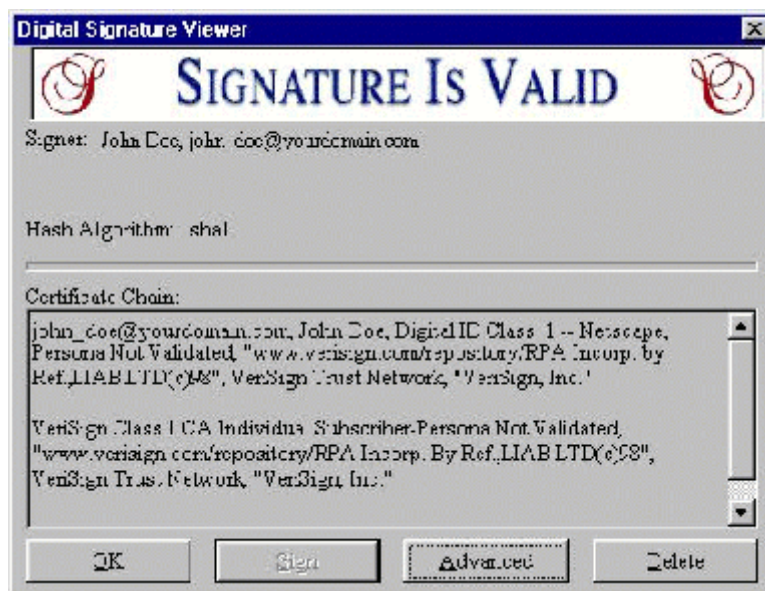 Digital Signature Viewer
SIGNATURE IS VALID
Signer: John Doe, john_doe@yourdomain.com
Hash Algorithm: sha1
Certificate Chain:
john_doe@yourdomain.com, John Doe, Digital ID Class 1 -- Netscape,
Persona Not Validated, "www.verisign.com/repository/RPA Incorp. by
Ref.,LIAB.LTD(c)98", VeriSign Trust Network, "VeriSign, Inc."
VeriSign Class 1 CA Individual Subscriber-Persona Not Validated,
"www.verisign.com/repository/RPA Incorp. By Ref.,LIAB.LTD(c)98",
VeriSign Trust Network, "VeriSign, Inc."
OK
Sign
Advanced
Delete